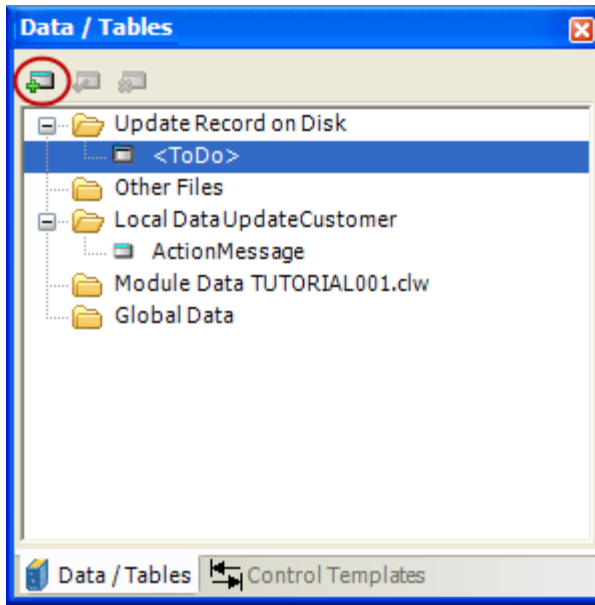 Data / Tables
Update Record on Disk
<ToDo>
Other Files
Local Data UpdateCustomer
ActionMessage
Module Data TUTORIAL001.clw
Global Data
Data / Tables Control Templates